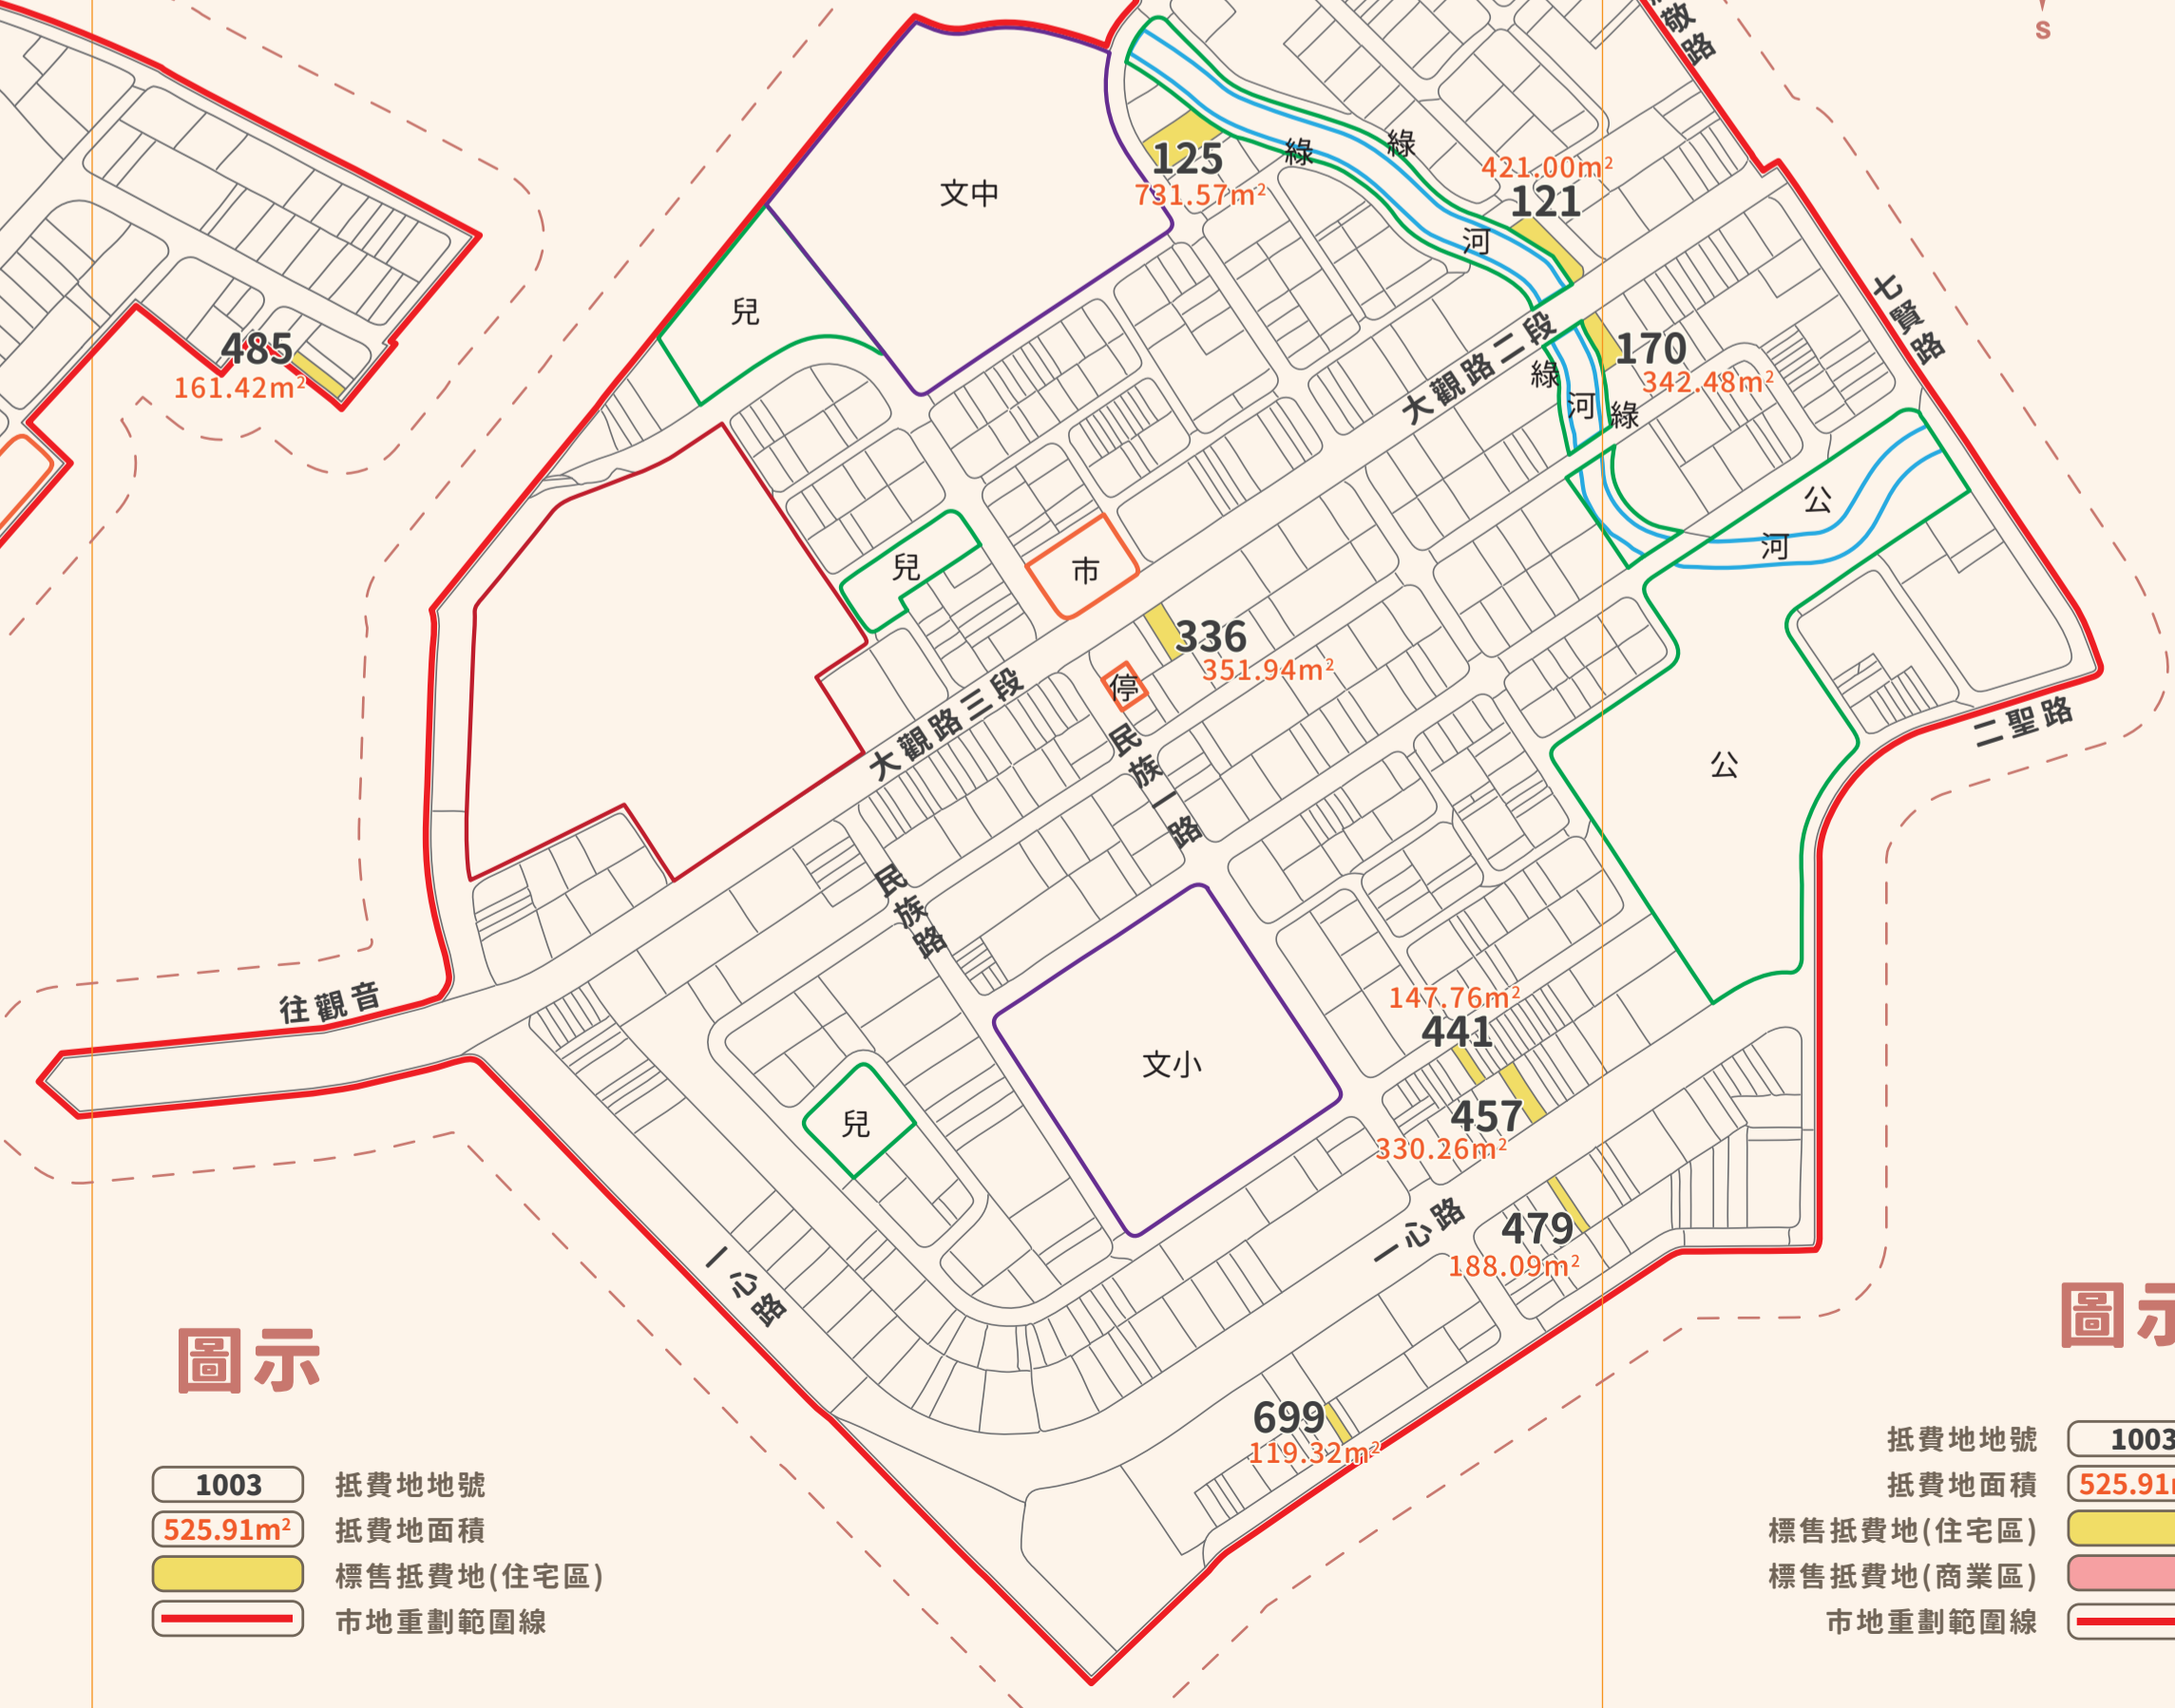 S
敬路
文中
125
731.57m²
綠
綠
421.00m²
121
河
七賢路
兒
485
161.42m²
大觀路二段
170
342.48m²
綠
河
綠
公
河
兒
市
336
351.94m²
停
大觀路三段
民族一路
二聖路
公
民族路
往觀音
147.76m²
441
文小
457
330.26m²
兒
一心路
479
188.09m²
一心路
圖示
圖示
699
119.32m²
1003 抵費地地號
525.91m² 抵費地面積
標售抵費地(住宅區)
市地重劃範圍線
抵費地地號 1003
抵費地面積 525.91
標售抵費地(住宅區)
標售抵費地(商業區)
市地重劃範圍線